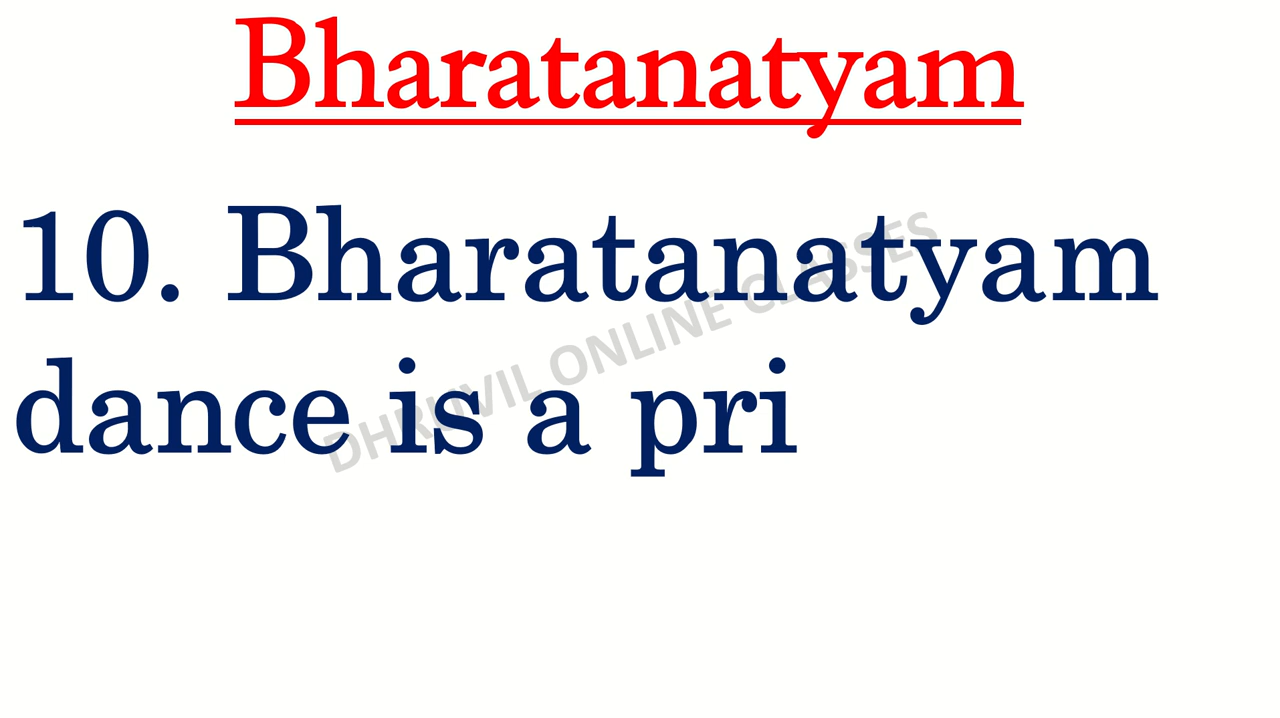 Bharatanatyam
10. Bharatanatyam
dance is a pri
DHRUVIL ONLINE CLASSES